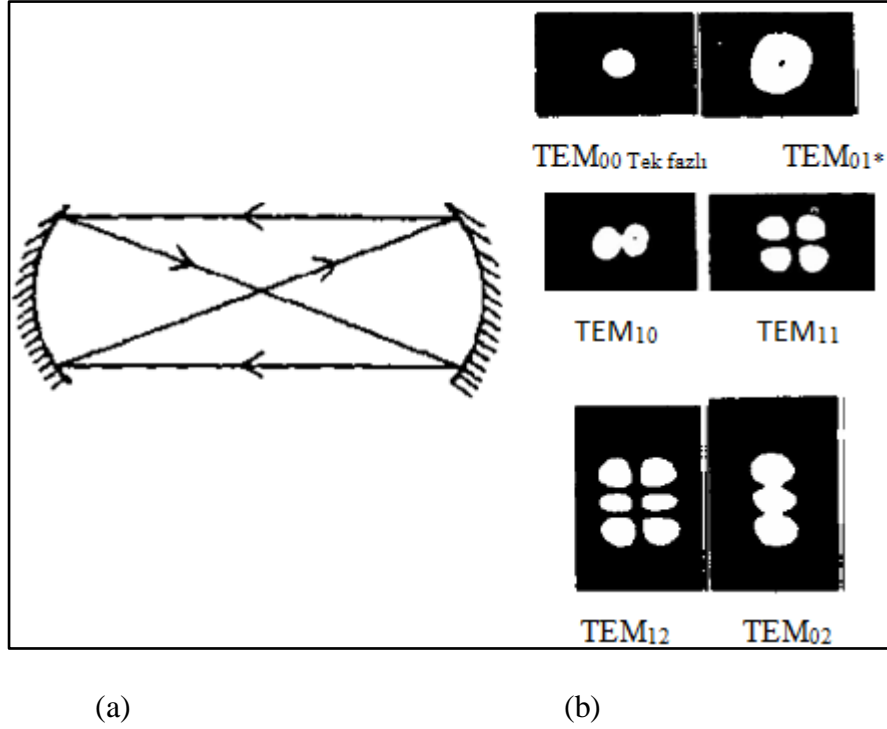 TEM₀₀ Tek fazlı TEM₀₁*
TEM₁₀ TEM₁₁
TEM₁₂ TEM₀₂
(a) (b)